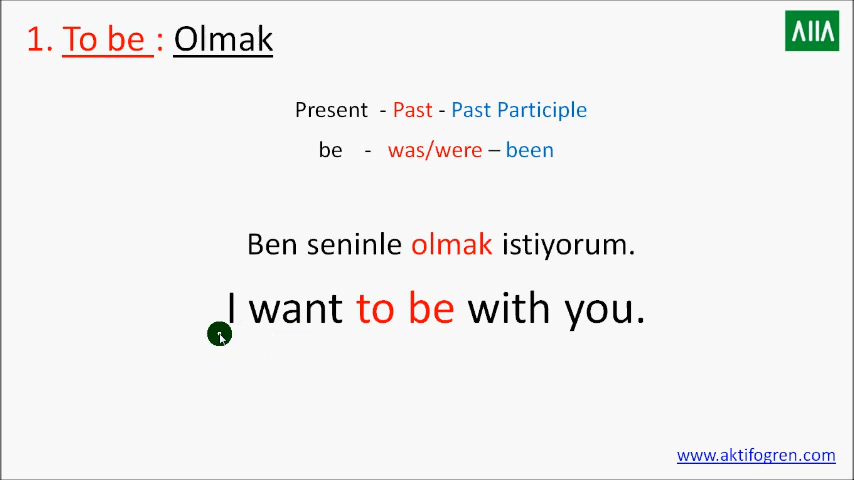 1. To be : Olmak
Present - Past - Past Participle
be - was/were – been
Ben seninle olmak istiyorum.
I want to be with you.
www.aktifogren.com